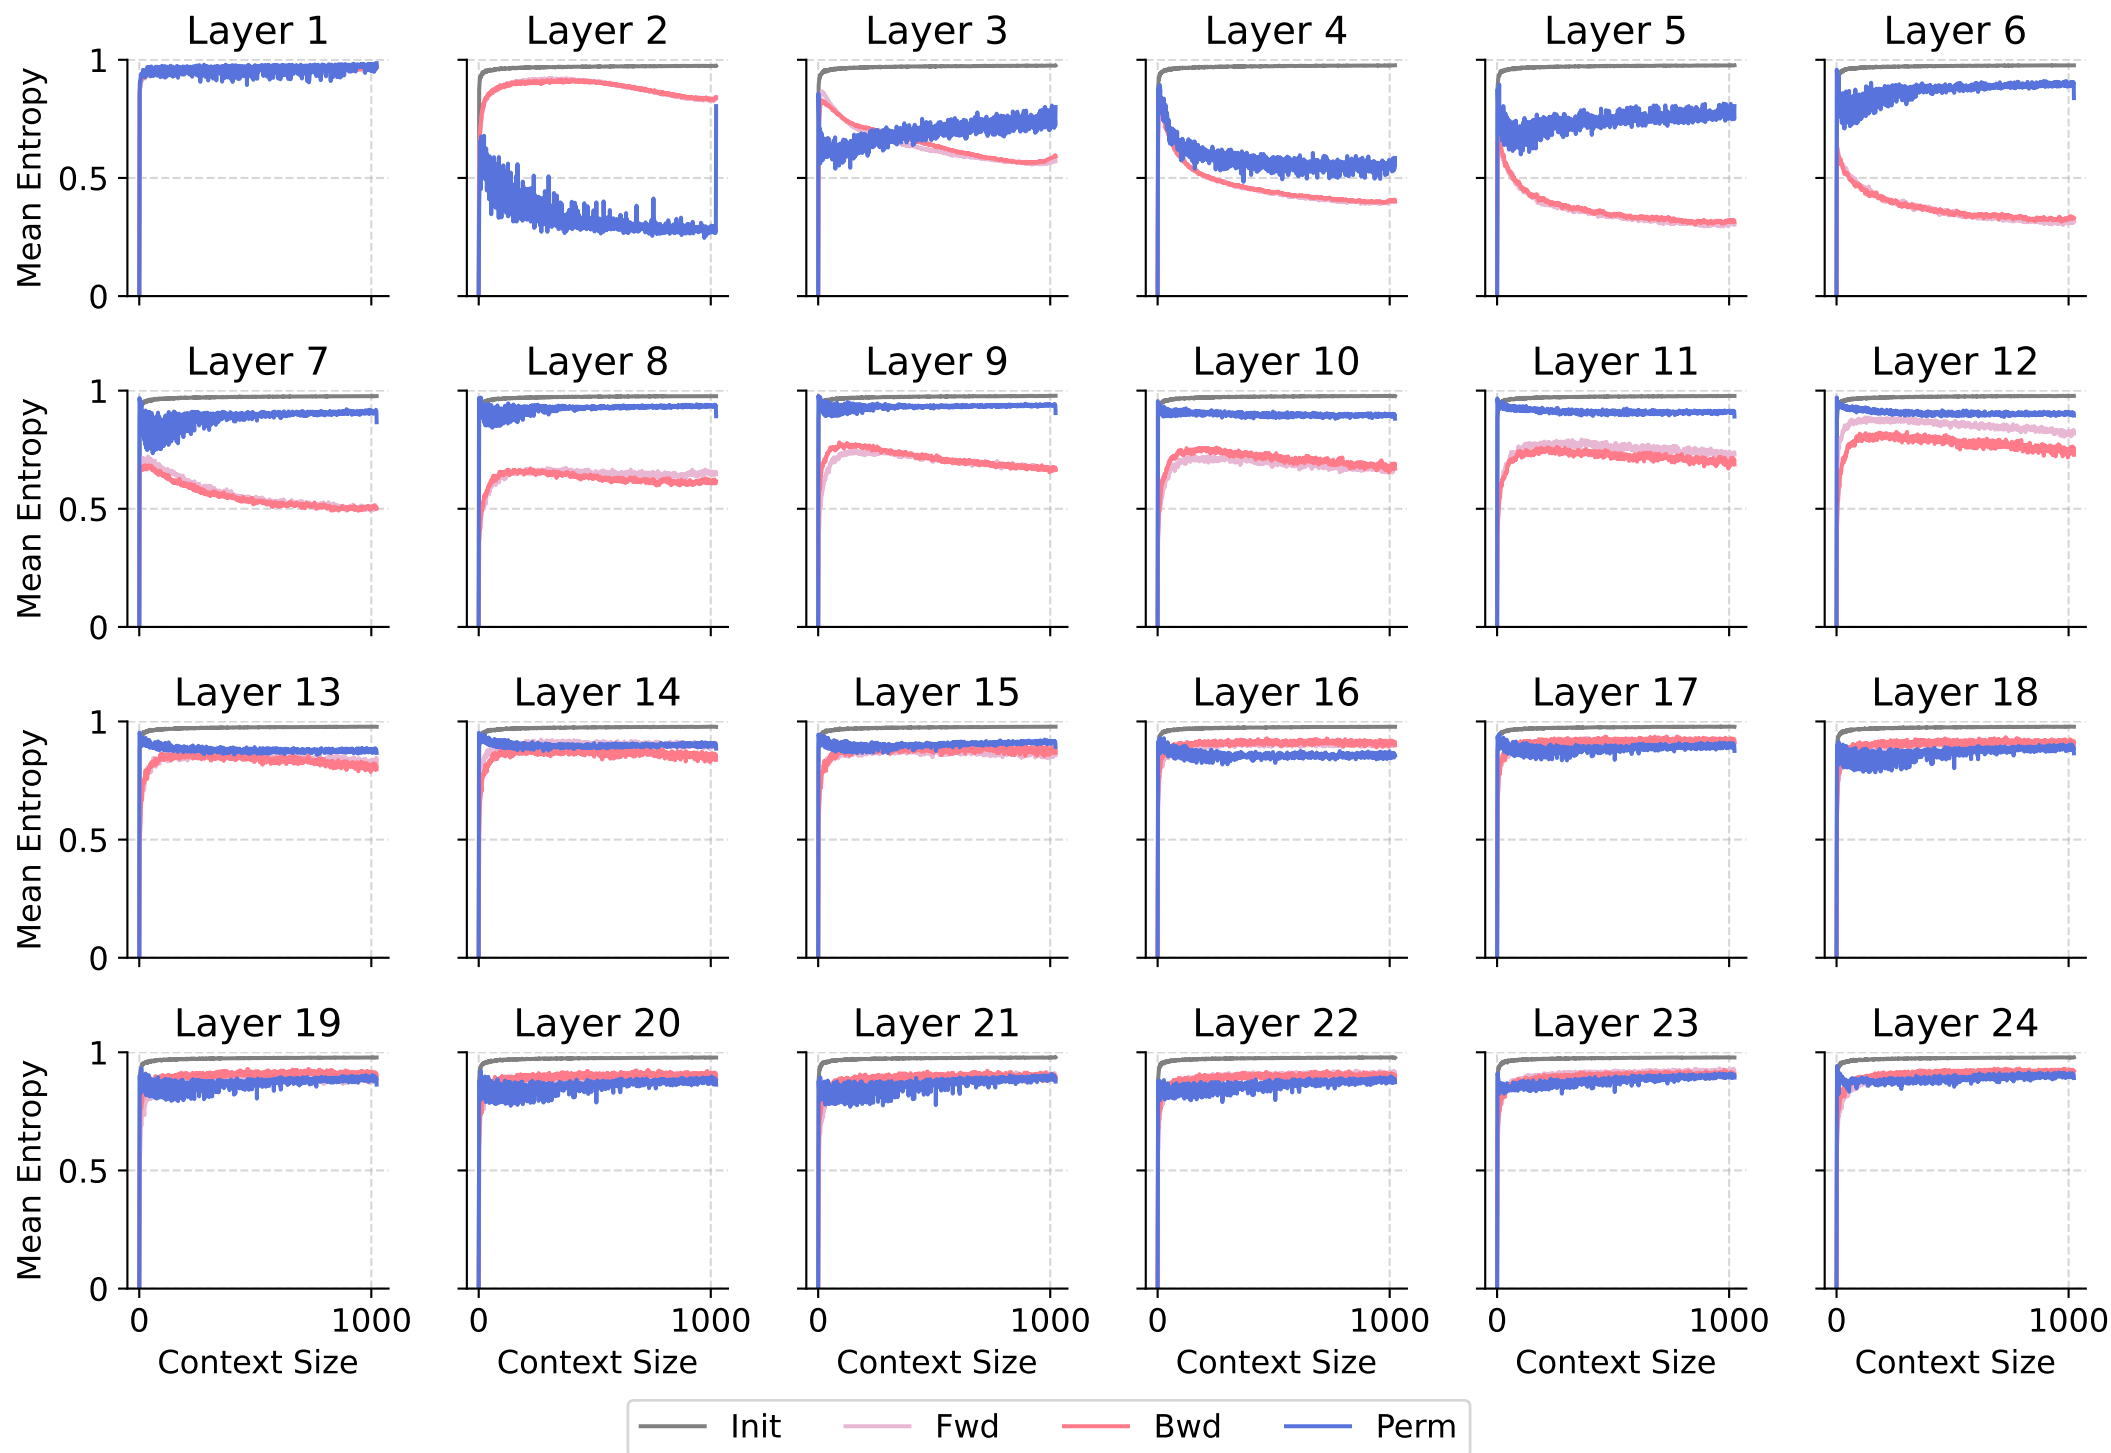 Layer 1 Layer 2 Layer 3 Layer 4 Layer 5 Layer 6
Mean Entropy
1
0.5
0
Layer 7 Layer 8 Layer 9 Layer 10 Layer 11 Layer 12
Mean Entropy
1
0.5
0
Layer 13 Layer 14 Layer 15 Layer 16 Layer 17 Layer 18
Mean Entropy
1
0.5
0
Layer 19 Layer 20 Layer 21 Layer 22 Layer 23 Layer 24
Mean Entropy
1
0.5
0
0 1000 0 1000 0 1000 0 1000 0 1000 0 1000
Context Size Context Size Context Size Context Size Context Size Context Size
Init Fwd Bwd Perm